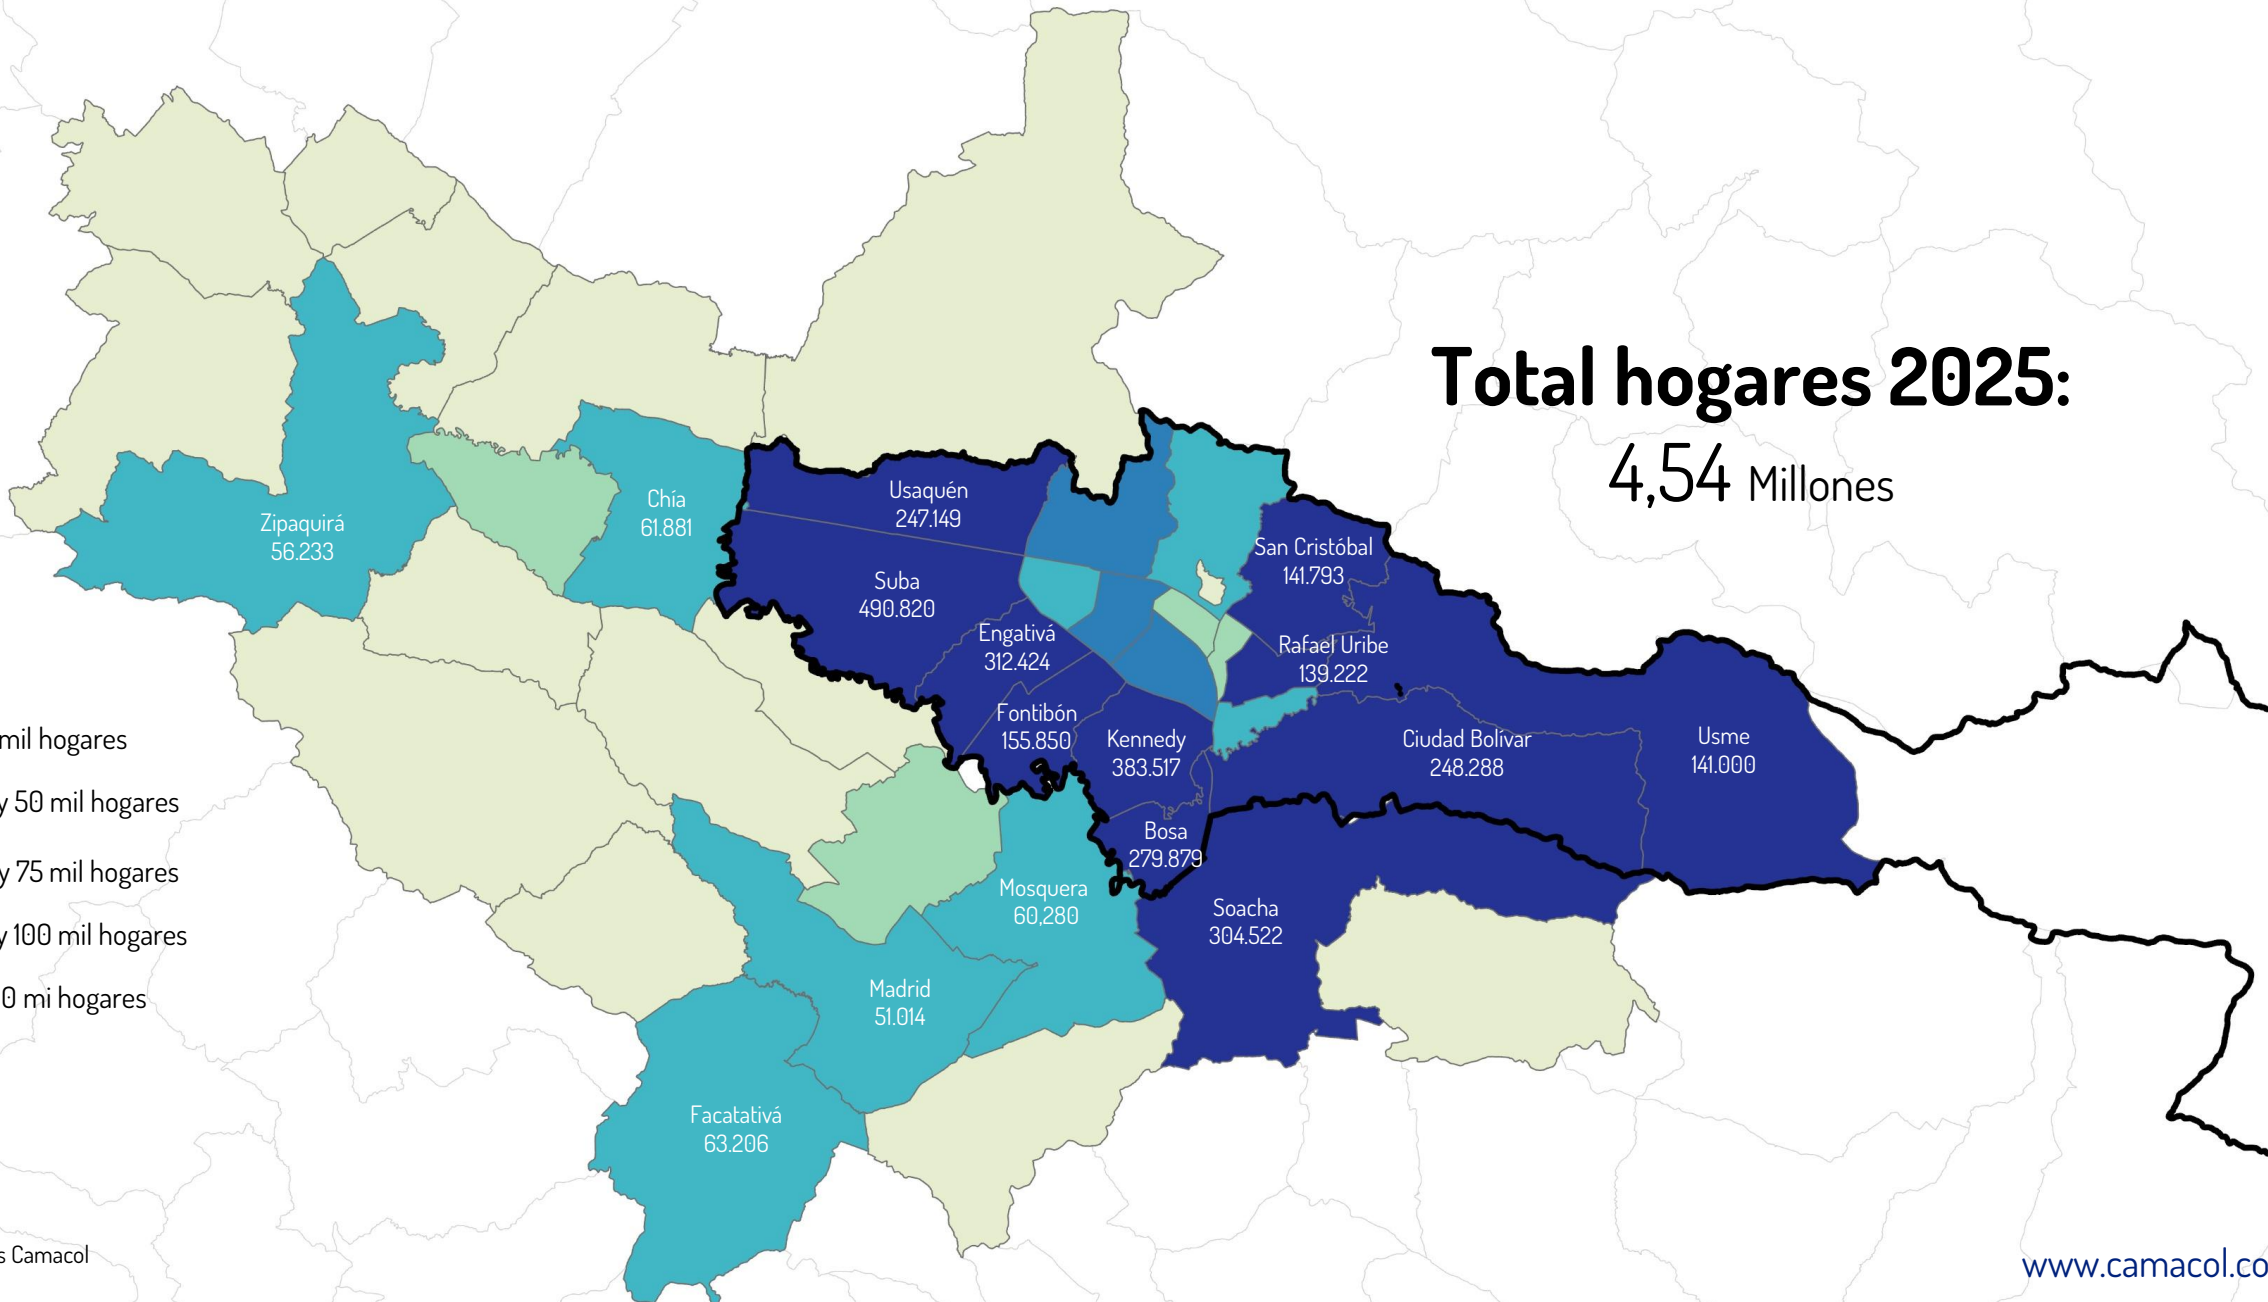 Total hogares 2025:
4,54 Millones
Usaquén
247.149
Chía
61.881
Zipaquirá
56.233
San Cristóbal
141.793
Suba
490.820
Engativá
312.424
Rafael Uribe
139.222
Fontibón
155.850
Kennedy
383.517
Ciudad Bolívar
248.288
Usme
141.000
Bosa
279.879
Mosquera
60,280
Soacha
304.522
Madrid
51.014
Facatativá
63.206
mil hogares
y 50 mil hogares
y 75 mil hogares
y 100 mil hogares
0 mi hogares
s Camacol
www.camacol.co